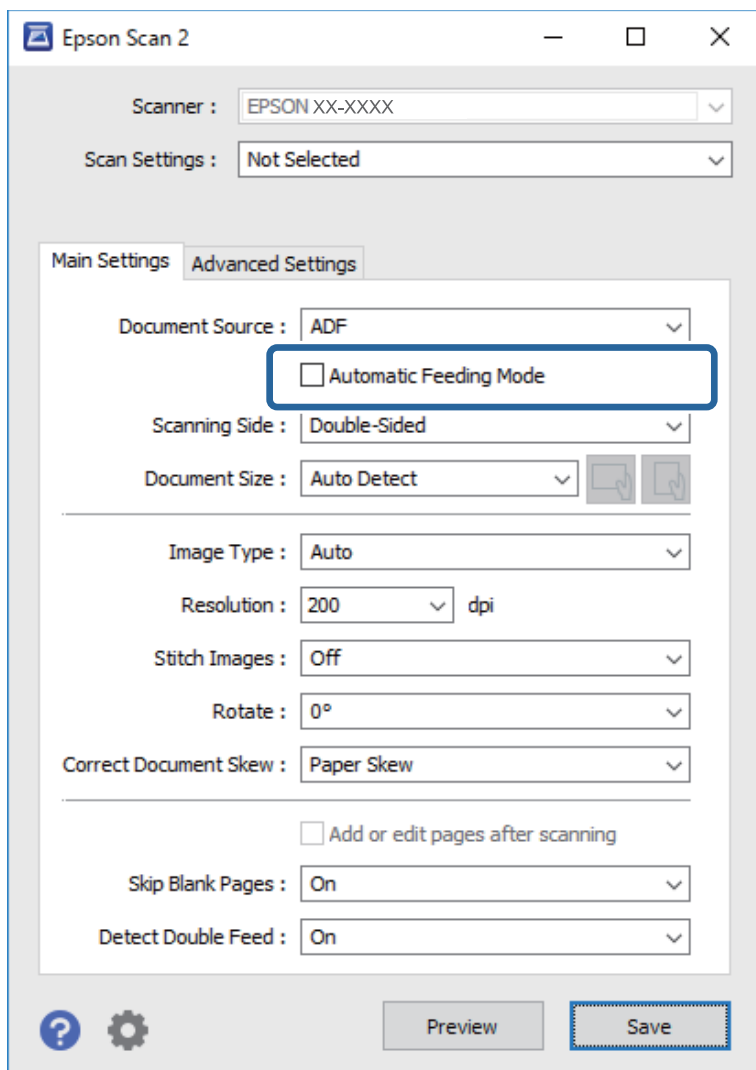 Epson Scan 2
Scanner : EPSON XX-XXXX
Scan Settings : Not Selected
Main Settings Advanced Settings
Document Source : ADF
Automatic Feeding Mode
Scanning Side : Double-Sided
Document Size : Auto Detect
Image Type : Auto
Resolution : 200 dpi
Stitch Images : Off
Rotate : 0°
Correct Document Skew : Paper Skew
Add or edit pages after scanning
Skip Blank Pages : On
Detect Double Feed : On
? Preview Save